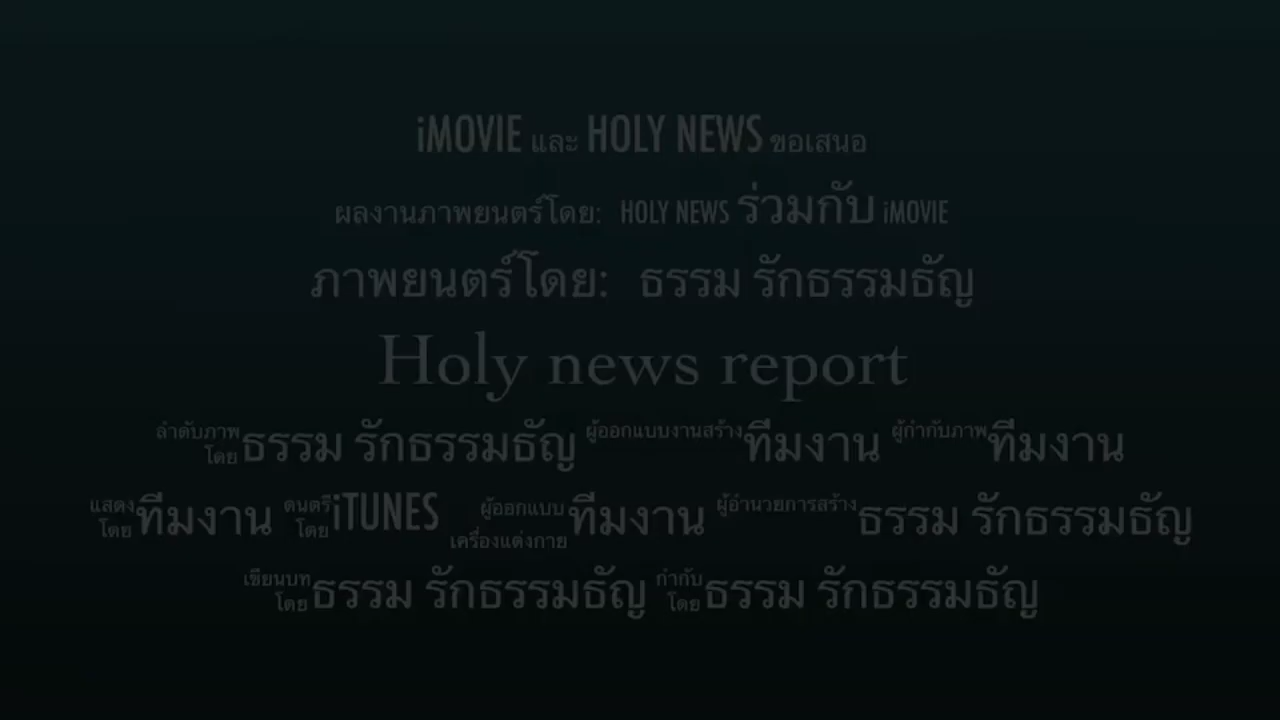 iMOVIE และ HOLY NEWS ขอเสนอ
ผลงานภาพยนตร์โดย: HOLY NEWS ร่วมกับ iMOVIE
ภาพยนตร์โดย: ธรรม รักธรรมธัญ
Holy news report
ลำดับภาพโดย ธรรม รักธรรมธัญ ผู้ออกแบบงานสร้าง ทีมงาน ผู้กำกับภาพ ทีมงาน
แสดงโดย ทีมงาน ดนตรีโดย iTUNES ผู้ออกแบบเครื่องแต่งกาย ทีมงาน ผู้อำนวยการสร้าง ธรรม รักธรรมธัญ
เขียนบทโดย ธรรม รักธรรมธัญ กำกับโดย ธรรม รักธรรมธัญ